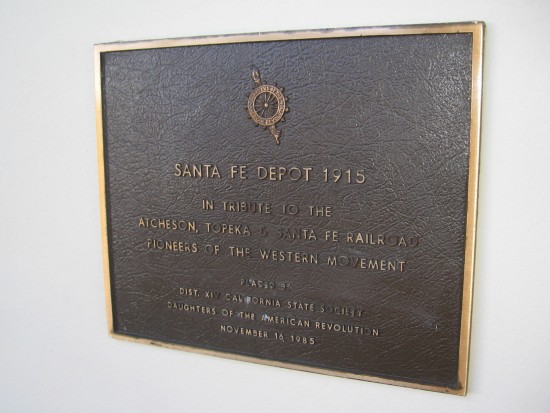 SANTA FE DEPOT 1915
IN TRIBUTE TO THE
ATCHESON, TOPEKA & SANTA FE RAILROAD
PIONEERS OF THE WESTERN MOVEMENT
PLACED BY
DIST. XIV CALIFORNIA STATE SOCIETY
DAUGHTERS OF THE AMERICAN REVOLUTION
NOVEMBER 16 1985